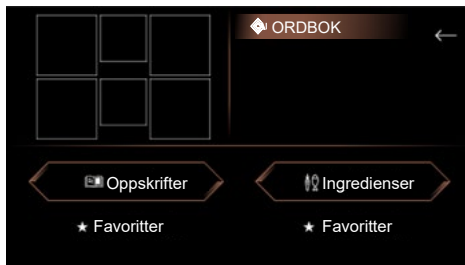 ORDBOK
Oppskrifter
Ingredienser
Favoritter
Favoritter